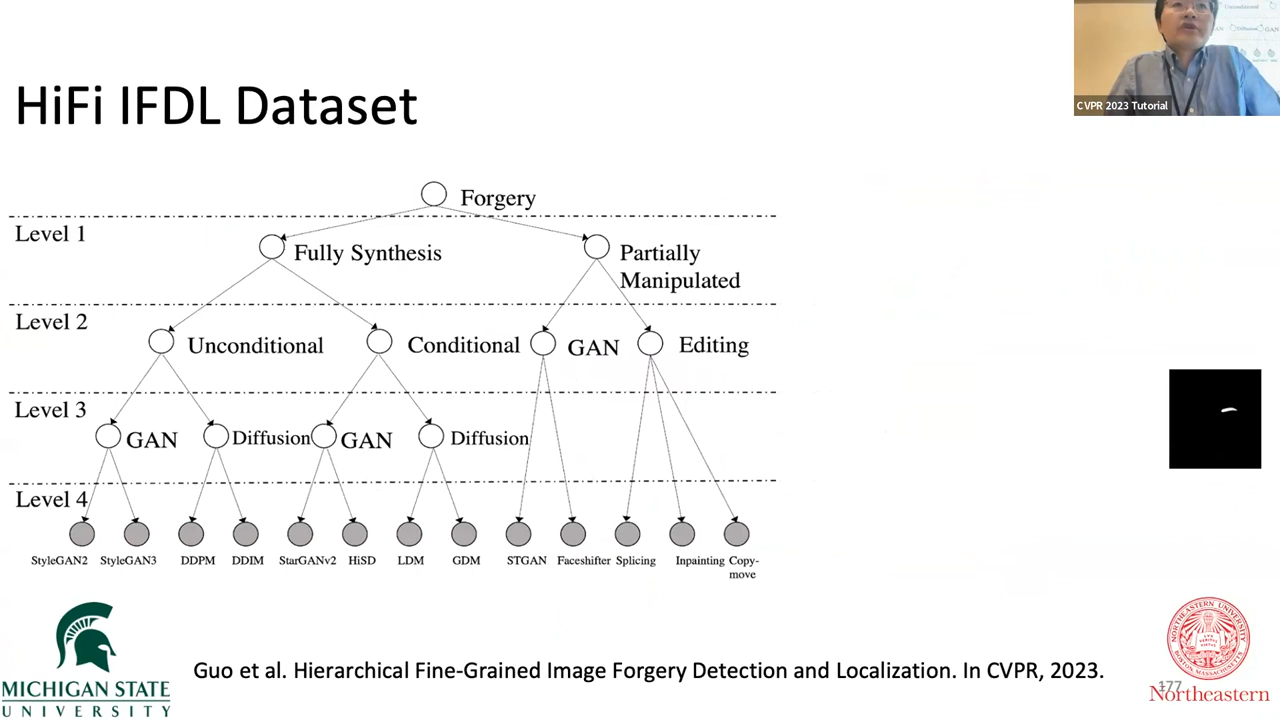 CVPR 2023 Tutorial
HiFi IFDL Dataset
Forgery
Level 1
Fully Synthesis
Partially
Manipulated
Level 2
Unconditional
Conditional
GAN
Editing
Level 3
GAN
Diffusion
GAN
Diffusion
Level 4
StyleGAN2
StyleGAN3
DDPM
DDIM
StarGANv2
HiSD
LDM
GDM
STGAN
Faceshifter
Splicing
Inpainting
Copy-
move
MICHIGAN STATE
UNIVERSITY
Guo et al. Hierarchical Fine-Grained Image Forgery Detection and Localization. In CVPR, 2023.
177
Northeastern